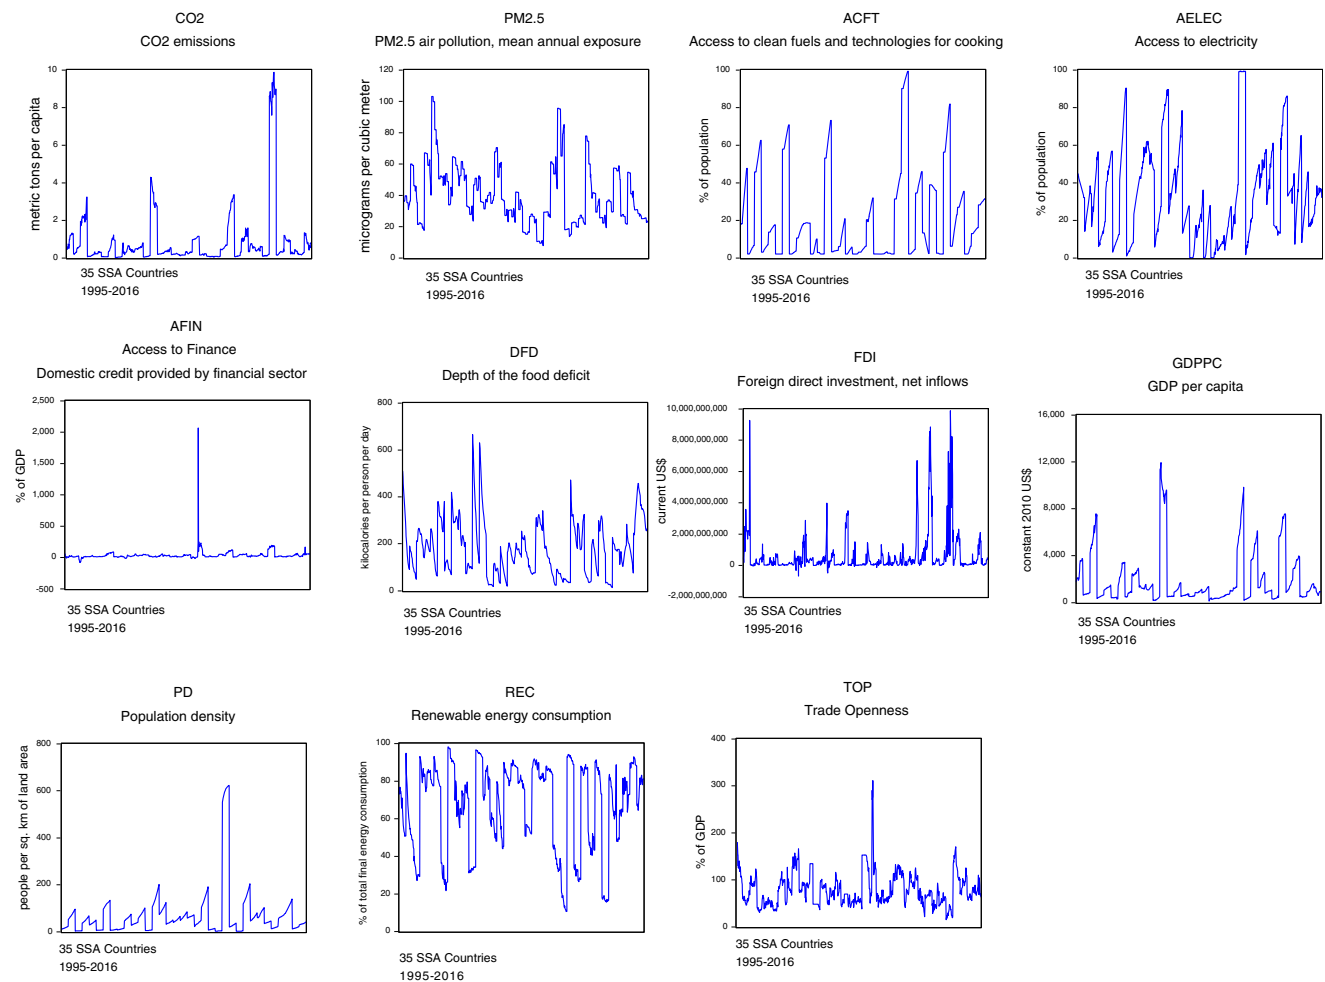 CO2
CO2 emissions
metric tons per capita
10
8
6
4
2
0
35 SSA Countries
1995-2016
PM2.5
PM2.5 air pollution, mean annual exposure
micrograms per cubic meter
120
100
80
60
40
20
0
35 SSA Countries
1995-2016
ACFT
Access to clean fuels and technologies for cooking
% of population
100
80
60
40
20
0
35 SSA Countries
1995-2016
AELEC
Access to electricity
% of population
100
80
60
40
20
0
35 SSA Countries
1995-2016
AFIN
Access to Finance
Domestic credit provided by financial sector
% of GDP
2,500
2,000
1,500
1,000
500
0
-500
35 SSA Countries
1995-2016
DFD
Depth of the food deficit
kilocalories per person per day
800
600
400
200
0
35 SSA Countries
1995-2016
FDI
Foreign direct investment, net inflows
current US$
10,000,000,000
8,000,000,000
6,000,000,000
4,000,000,000
2,000,000,000
0
-2,000,000,000
35 SSA Countries
1995-2016
GDPPC
GDP per capita
constant 2010 US$
16,000
12,000
8,000
4,000
0
35 SSA Countries
1995-2016
PD
Population density
people per sq. km of land area
800
600
400
200
0
35 SSA Countries
1995-2016
REC
Renewable energy consumption
% of total final energy consumption
100
80
60
40
20
0
35 SSA Countries
1995-2016
TOP
Trade Openness
% of GDP
400
300
200
100
0
35 SSA Countries
1995-2016